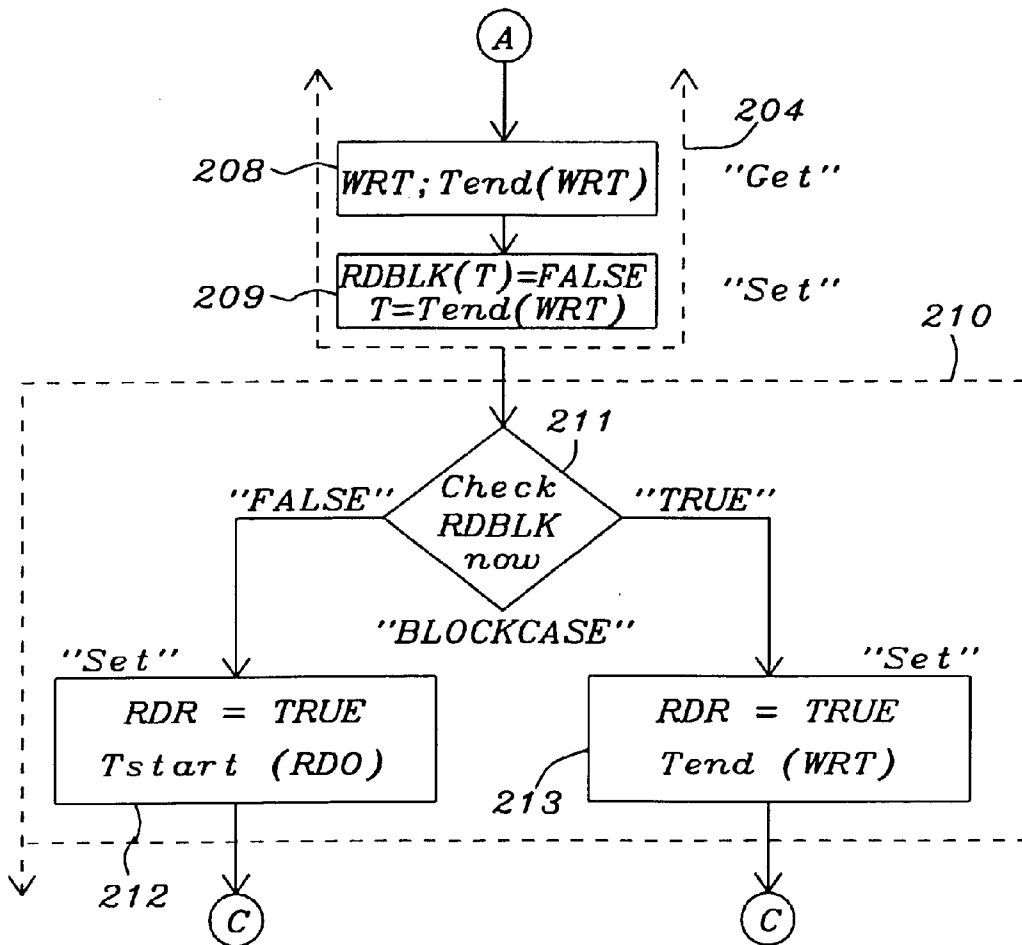 A
204
208
WRT;Tend(WRT)
"Get"
209
RDBLK(T)=FALSE
T=Tend(WRT)
"Set"
210
211
"FALSE"
Check
RDBLK
now
"TRUE"
"BLOCKCASE"
"Set"
RDR = TRUE
Tstart (RDO)
212
"Set"
RDR = TRUE
Tend (WRT)
213
C
C